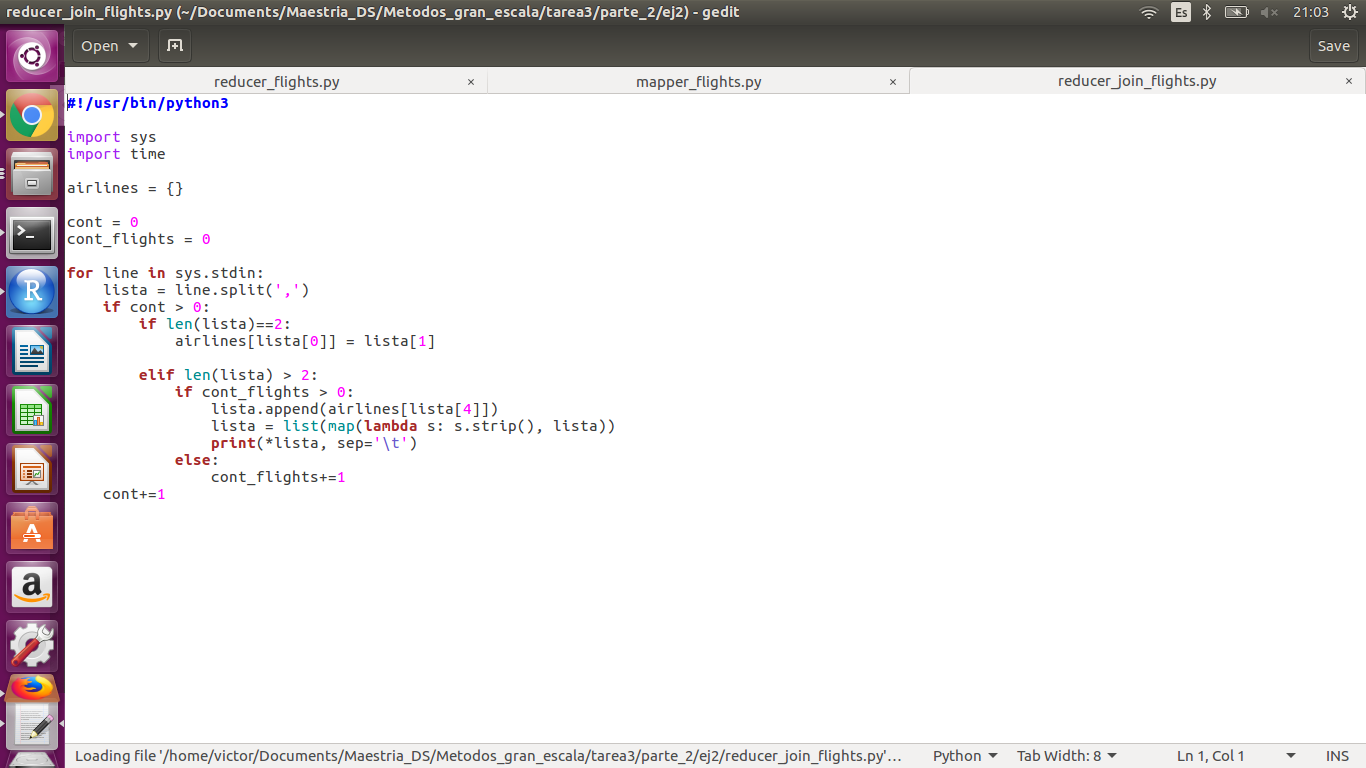 reducer_join_flights.py (~/Documents/Maestria_DS/Metodos_gran_escala/tarea3/parte_2/ej2) - gedit
Es
21:03
Open
Save
reducer_flights.py ×
mapper_flights.py ×
reducer_join_flights.py ×
#!/usr/bin/python3
import sys
import time
airlines = {}
cont = 0
cont_flights = 0
for line in sys.stdin:
    lista = line.split(',')
    if cont > 0:
        if len(lista)==2:
            airlines[lista[0]] = lista[1]
        elif len(lista) > 2:
            if cont_flights > 0:
                lista.append(airlines[lista[4]])
                lista = list(map(lambda s: s.strip(), lista))
                print(*lista, sep='\t')
            else:
                cont_flights+=1
    cont+=1
R
A
a
Loading file '/home/victor/Documents/Maestria_DS/Metodos_gran_escala/tarea3/parte_2/ej2/reducer_join_flights.py'…
Python
Tab Width: 8
Ln 1, Col 1
INS